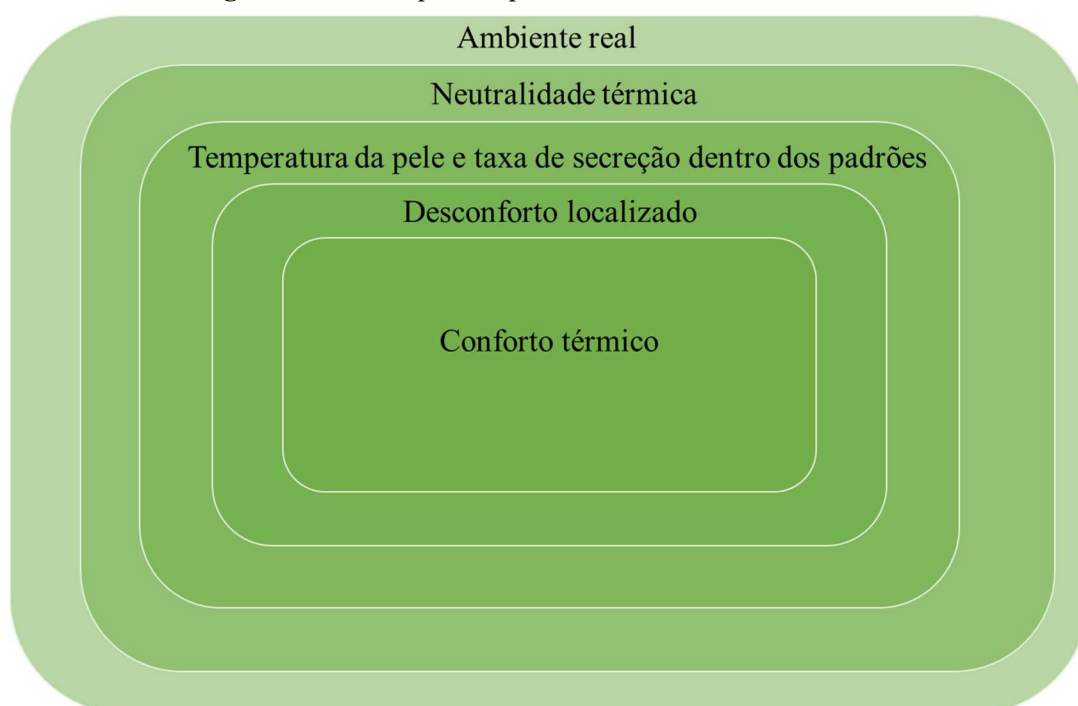 Ambiente real
Neutralidade térmica
Temperatura da pele e taxa de secreção dentro dos padrões
Desconforto localizado
Conforto térmico